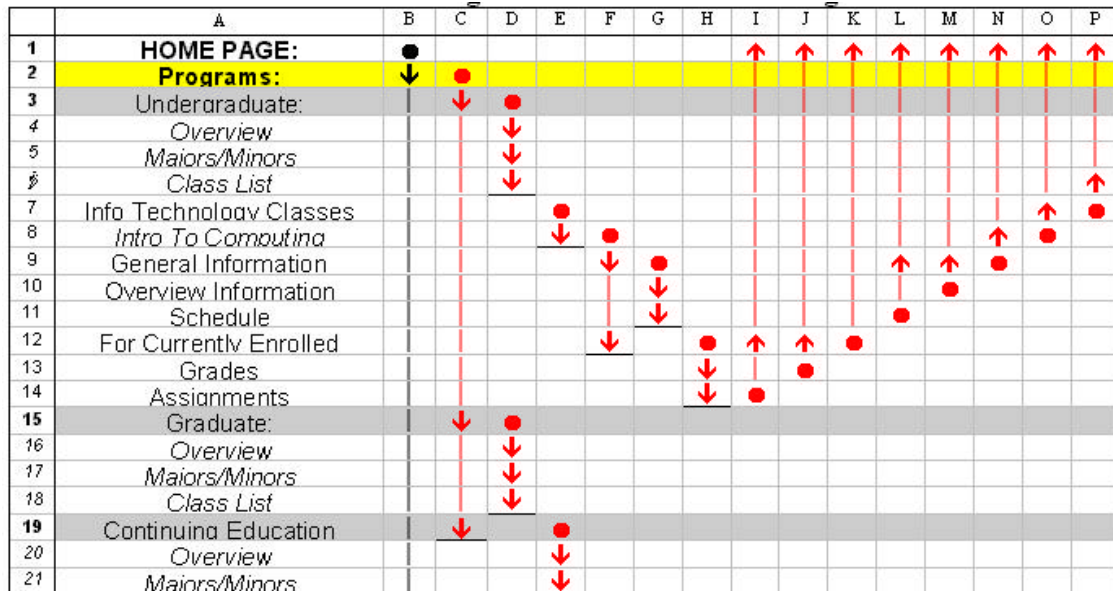 A B C D E F G H I J K L M N O P
1 HOME PAGE:
2 Programs:
3 Undergraduate:
4 Overview
5 Majors/Minors
Class List
7 Info Technology Classes
8 Intro To Computing
9 General Information
10 Overview Information
11 Schedule
12 For Currently Enrolled
13 Grades
14 Assignments
15 Graduate:
16 Overview
17 Majors/Minors
18 Class List
19 Continuing Education
20 Overview
21 Majors/Minors